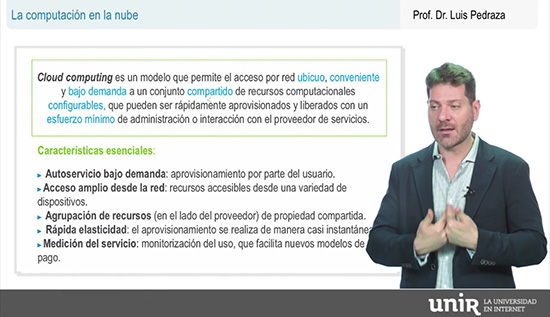 La computación en la nube
Prof. Dr. Luis Pedraza
Cloud computing es un modelo que permite el acceso por red ubicuo, conveniente
y bajo demanda a un conjunto compartido de recursos computacionales
configurables, que pueden ser rápidamente aprovisionados y liberados con un
esfuerzo mínimo de administración o interacción con el proveedor de servicios.
Características esenciales:
► Autoservicio bajo demanda: aprovisionamiento por parte del usuario.
► Acceso amplio desde la red: recursos accesibles desde una variedad de
dispositivos.
► Agrupación de recursos (en el lado del proveedor) de propiedad compartida.
► Rápida elasticidad: el aprovisionamiento se realiza de manera casi instantánea
► Medición del servicio: monitorización del uso, que facilita nuevos modelos de
pago.
unir LA UNIVERSIDAD
EN INTERNET